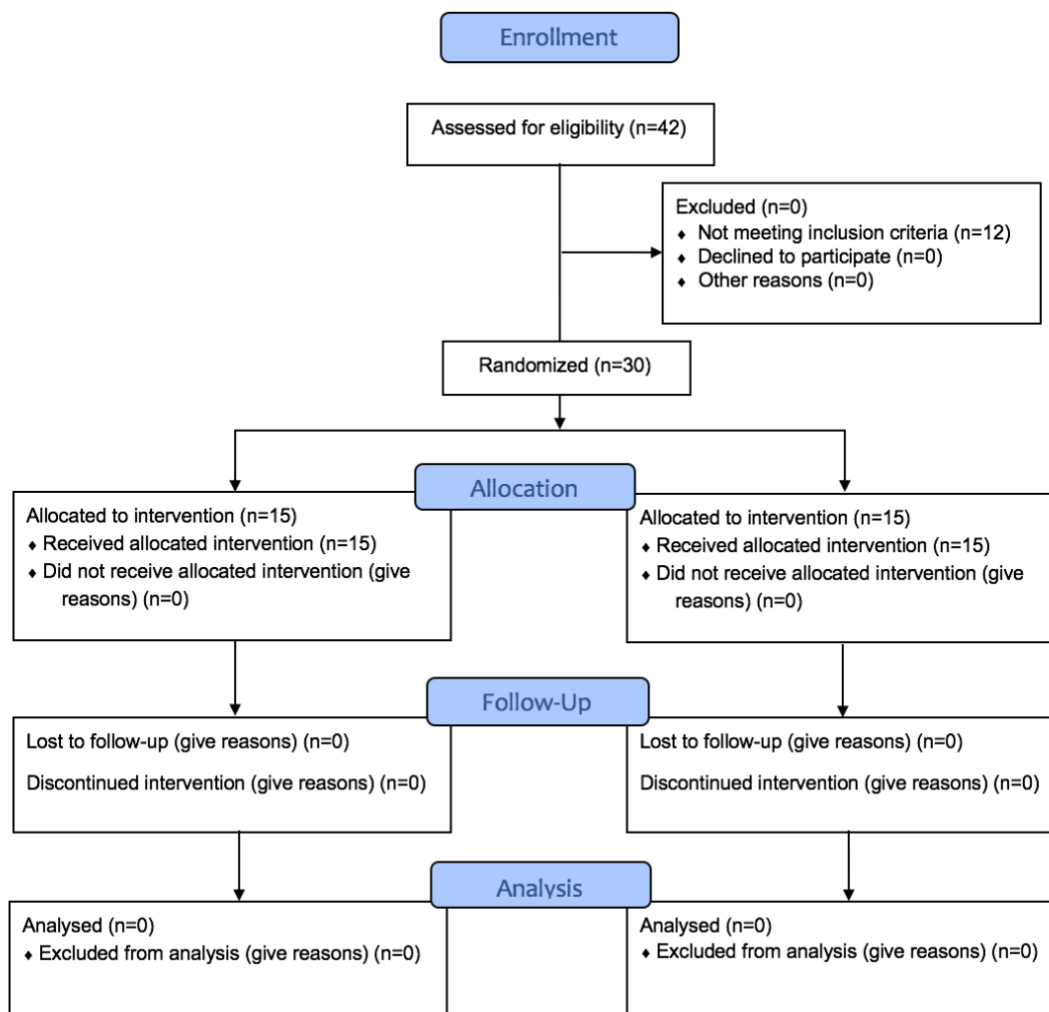 Enrollment
Assessed for eligibility (n=42)
Excluded (n=0)
♦ Not meeting inclusion criteria (n=12)
♦ Declined to participate (n=0)
♦ Other reasons (n=0)
Randomized (n=30)
Allocation
Allocated to intervention (n=15)
♦ Received allocated intervention (n=15)
♦ Did not receive allocated intervention (give
reasons) (n=0)
Allocated to intervention (n=15)
♦ Received allocated intervention (n=15)
♦ Did not receive allocated intervention (give
reasons) (n=0)
Follow-Up
Lost to follow-up (give reasons) (n=0)
Discontinued intervention (give reasons) (n=0)
Lost to follow-up (give reasons) (n=0)
Discontinued intervention (give reasons) (n=0)
Analysis
Analysed (n=0)
♦ Excluded from analysis (give reasons) (n=0)
Analysed (n=0)
♦ Excluded from analysis (give reasons) (n=0)